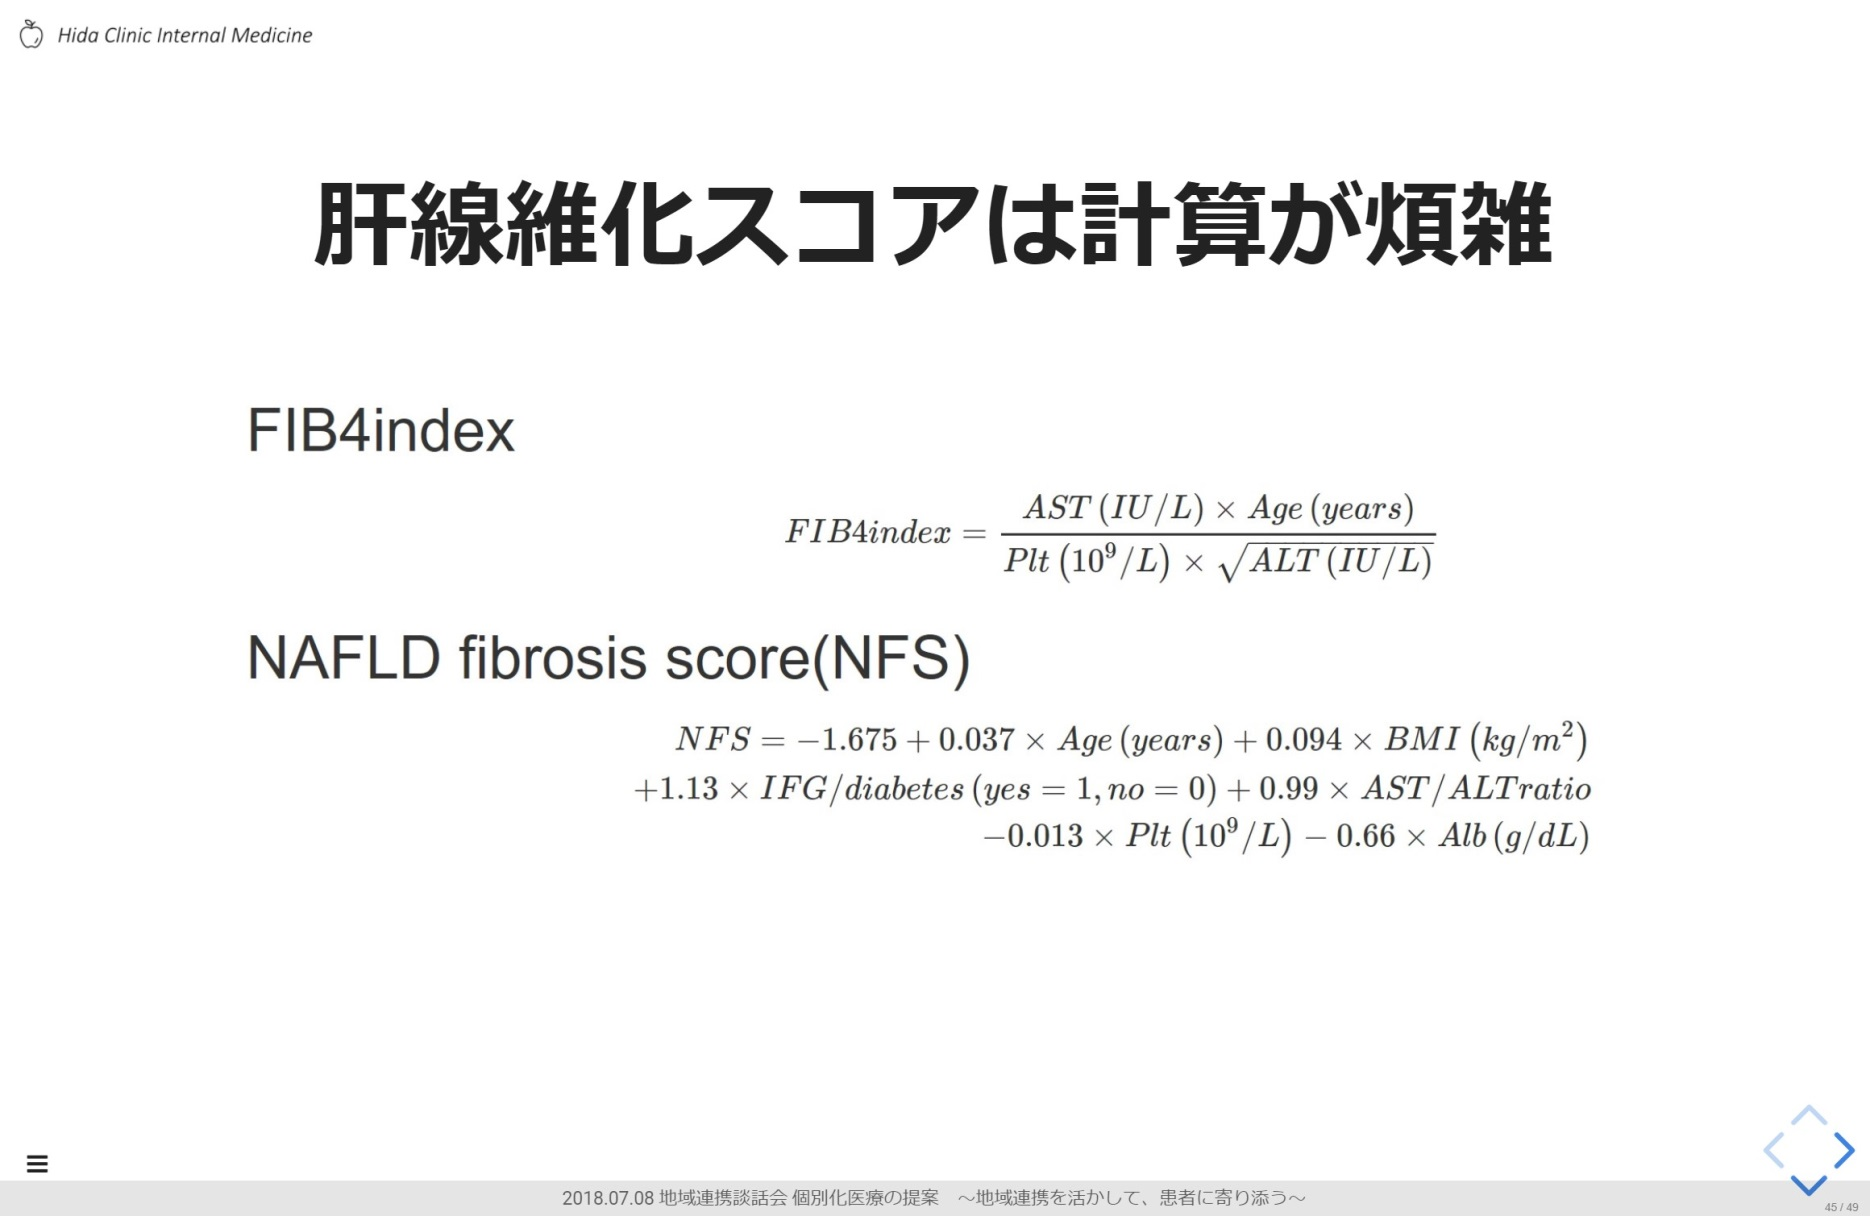 Hida Clinic Internal Medicine
肝線維化スコアは計算が煩雑
FIB4index
FIB4index = AST (IU/L) × Age (years) / Plt (10⁹/L) × √ALT (IU/L)
NAFLD fibrosis score(NFS)
NFS = −1.675 + 0.037 × Age (years) + 0.094 × BMI (kg/m²)
+1.13 × IFG/diabetes (yes = 1, no = 0) + 0.99 × AST/ALTratio
−0.013 × Plt (10⁹/L) − 0.66 × Alb (g/dL)
2018.07.08 地域連携談話会 個別化医療の提案　～地域連携を活かして、患者に寄り添う～
45 / 49